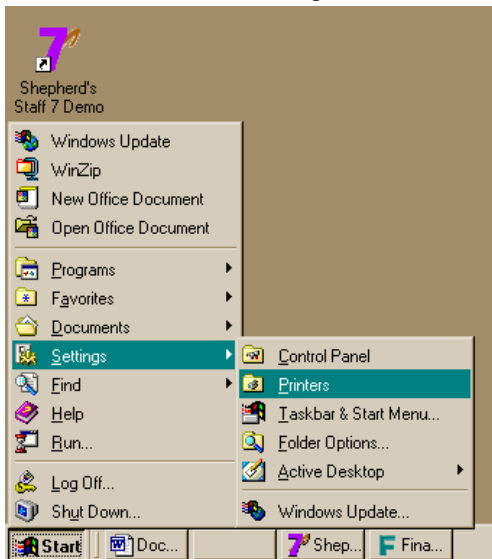 7
Shepherd's
Staff 7 Demo
Windows Update
WinZip
New Office Document
Open Office Document
Programs
Favorites
Documents
Settings
Find
Help
Run...
Log Off...
Shut Down...
Control Panel
Printers
Taskbar & Start Menu...
Folder Options...
Active Desktop
Windows Update...
Start
Doc...
7 Shep...
F Fina...